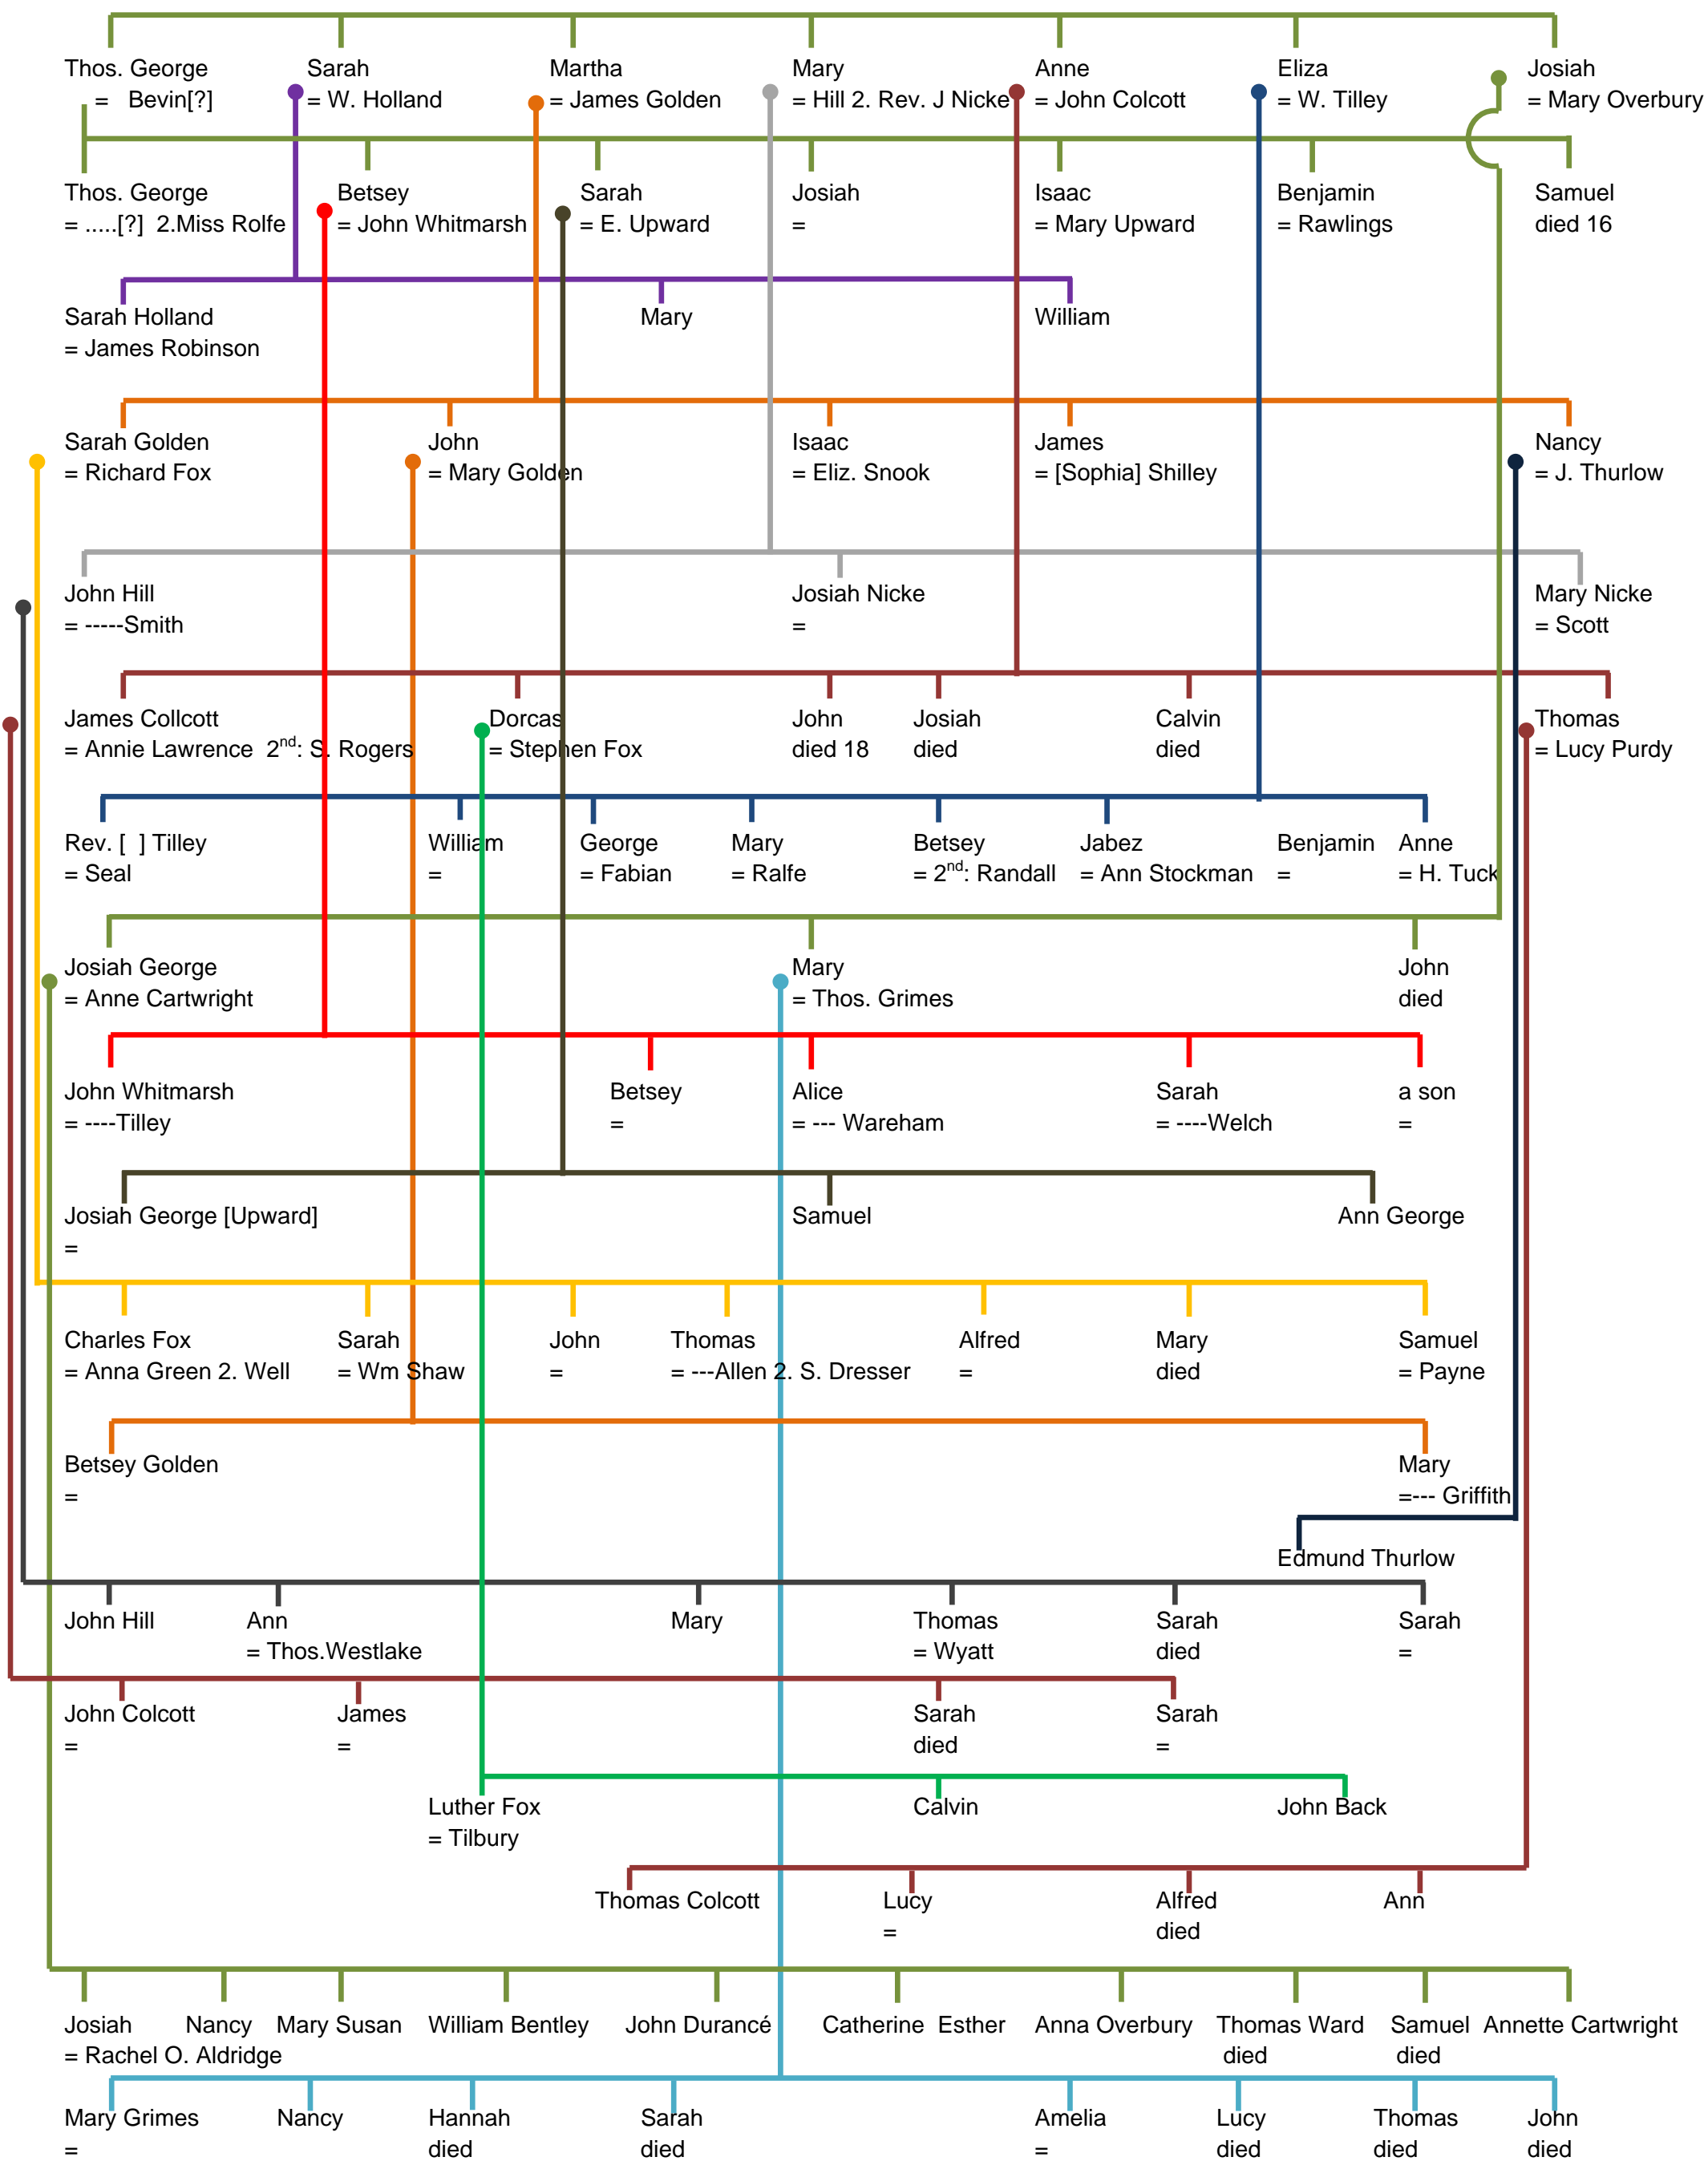 Thos. George Sarah Martha Mary Anne Eliza Josiah
= Bevin[?] = W. Holland = James Golden = Hill 2. Rev. J Nicke = John Colcott = W. Tilley = Mary Overbury
Thos. George Betsey Sarah Josiah Isaac Benjamin Samuel
= .....[?] 2.Miss Rolfe = John Whitmarsh = E. Upward = = Mary Upward = Rawlings died 16
Sarah Holland Mary William
= James Robinson
Sarah Golden John Isaac James Nancy
= Richard Fox = Mary Golden = Eliz. Snook = [Sophia] Shilley = J. Thurlow
John Hill Josiah Nicke Mary Nicke
= -----Smith = = Scott
James Collcott Dorcas John Josiah Calvin Thomas
= Annie Lawrence 2nd: S. Rogers = Stephen Fox died 18 died died = Lucy Purdy
Rev. [ ] Tilley William George Mary Betsey Jabez Benjamin Anne
= Seal = = Fabian = Ralfe = 2nd: Randall = Ann Stockman = = H. Tuck
Josiah George Mary John
= Anne Cartwright = Thos. Grimes died
John Whitmarsh Betsey Alice Sarah a son
= ----Tilley = = --- Wareham = ----Welch =
Josiah George [Upward] Samuel Ann George
=
Charles Fox Sarah John Thomas Alfred Mary Samuel
= Anna Green 2. Well = Wm Shaw = = ---Allen 2. S. Dresser = died = Payne
Betsey Golden Mary
= =--- Griffith
Edmund Thurlow
John Hill Ann Mary Thomas Sarah Sarah
= Thos.Westlake = Wyatt died =
John Colcott James Sarah Sarah
= = died =
Luther Fox Calvin John Back
= Tilbury
Thomas Colcott Lucy Alfred Ann
= died
Josiah Nancy Mary Susan William Bentley John Durancé Catherine Esther Anna Overbury Thomas Ward Samuel Annette Cartwright
= Rachel O. Aldridge died died
Mary Grimes Nancy Hannah Sarah Amelia Lucy Thomas John
= died died = died died died